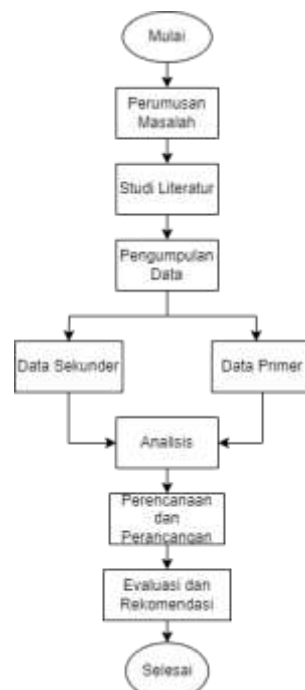 Mulai
Perumusan
Masalah
Studi Literatur
Pengumpulan
Data
Data Sekunder
Data Primer
Analisis
Perencanaan
dan
Perancangan
Evaluasi dan
Rekomendasi
Selesai